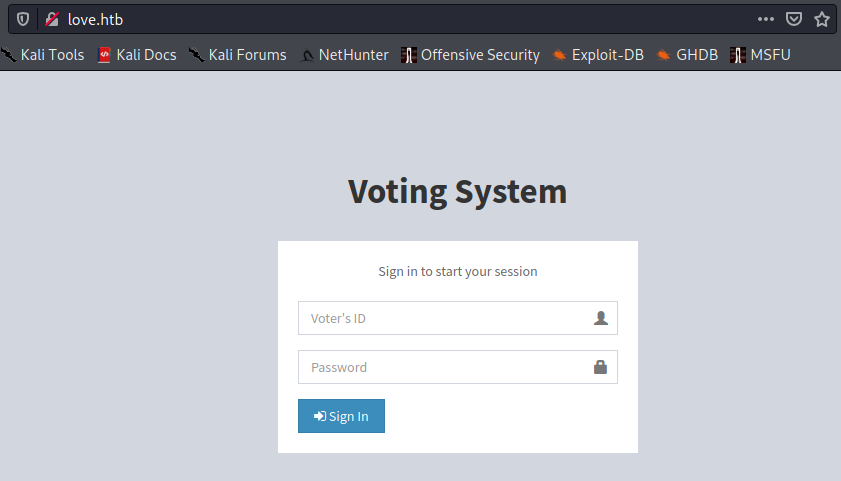 love.htb
Kali Tools Kali Docs Kali Forums NetHunter Offensive Security Exploit-DB GHDB MSFU
Voting System
Sign in to start your session
Voter's ID
Password
Sign In